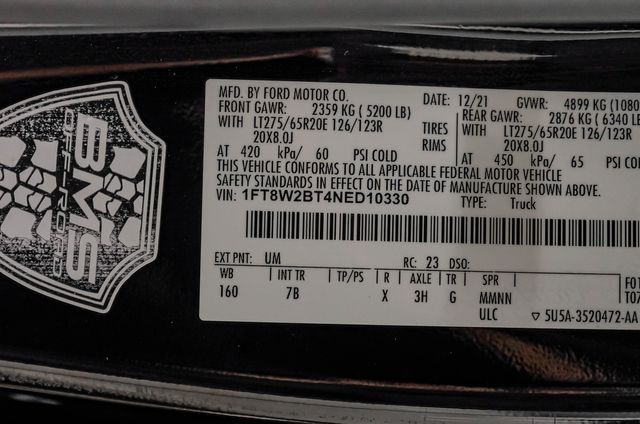 MFD. BY FORD MOTOR CO. DATE: 12/21 GVWR: 4899 KG (1080
FRONT GAWR: 2359 KG ( 5200 LB) REAR GAWR: 2876 KG ( 6340 LB
WITH LT275/65R20E 126/123R TIRES WITH LT275/65R20E 126/123R
20X8.0J RIMS 20X8.0J
AT 420 kPa/ 60 PSI COLD AT 450 kPa/ 65 PSI COL
THIS VEHICLE CONFORMS TO ALL APPLICABLE FEDERAL MOTOR VEHICLE
SAFETY STANDARDS IN EFFECT ON THE DATE OF MANUFACTURE SHOWN ABOVE.
VIN: 1FT8W2BT4NED10330 TYPE: Truck
EXT PNT: UM RC: 23 DSO:
WB INT TR TP/PS R AXLE TR SPR
160 7B X 3H G MMNN
ULC ▽ 5U5A-3520472-AA
FO
T07
BMS
OFFROAD